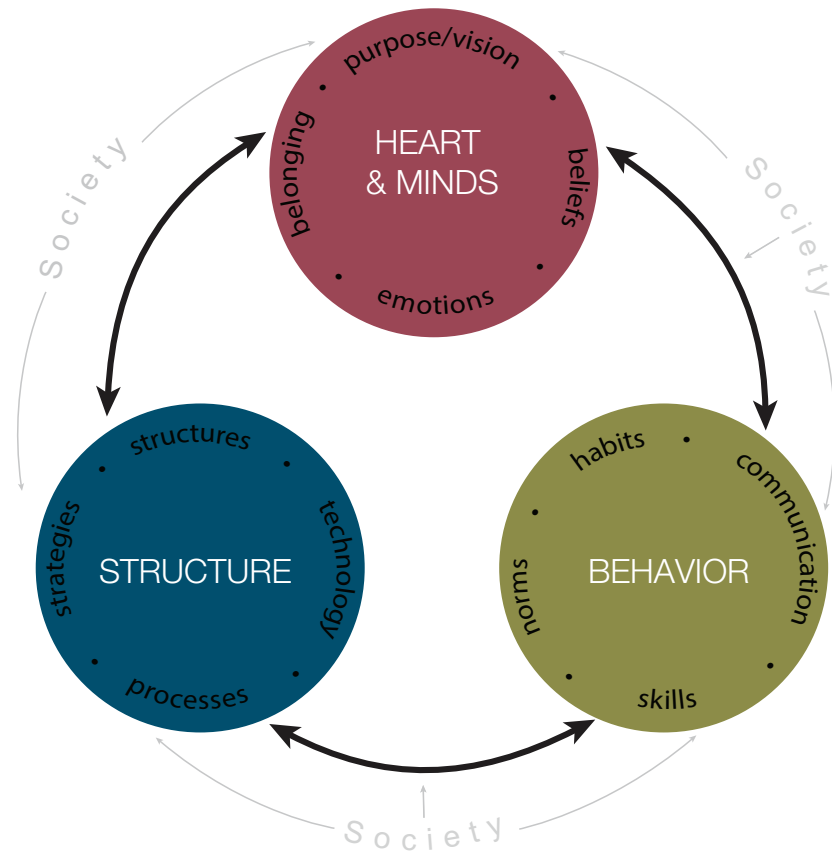 purpose/vision
belonging
HEART
& MINDS
beliefs
emotions
Society
Society
structures
strategies
STRUCTURE
technology
processes
habits
communication
norms
BEHAVIOR
skills
Society